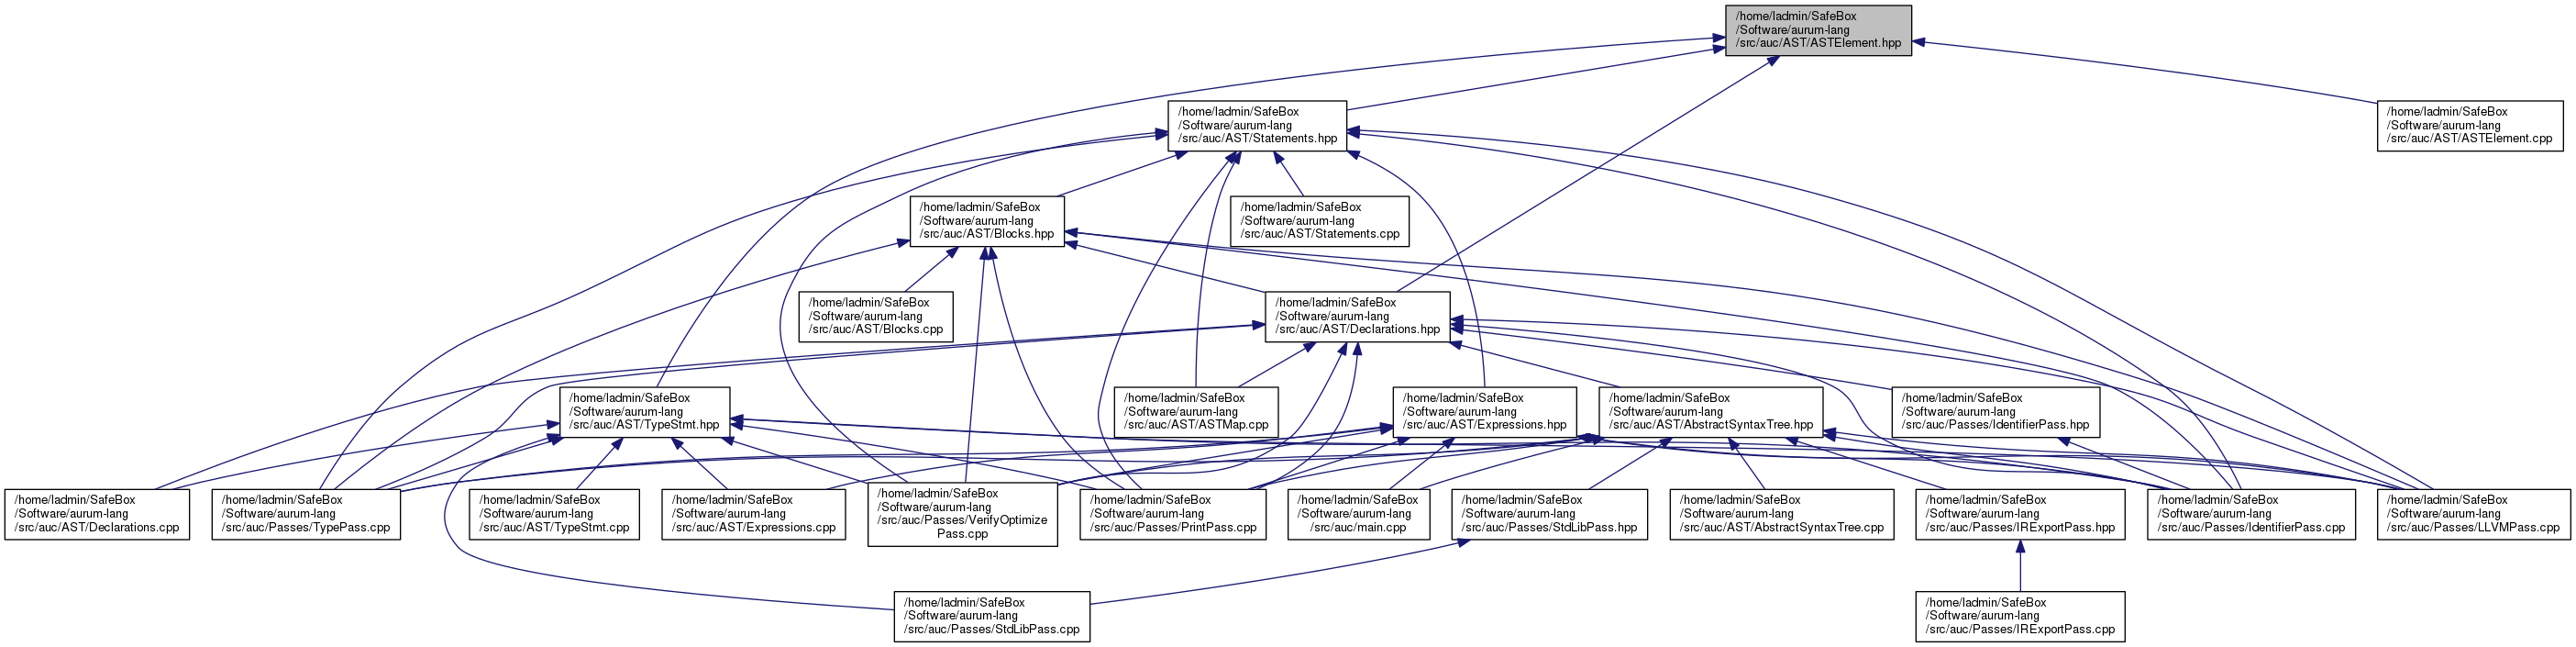 /home/ladmin/SafeBox
/Software/aurum-lang
/src/auc/AST/ASTElement.hpp
/home/ladmin/SafeBox
/Software/aurum-lang
/src/auc/AST/Statements.hpp
/home/ladmin/SafeBox
/Software/aurum-lang
/src/auc/AST/ASTElement.cpp
/home/ladmin/SafeBox
/Software/aurum-lang
/src/auc/AST/Blocks.hpp
/home/ladmin/SafeBox
/Software/aurum-lang
/src/auc/AST/Statements.cpp
/home/ladmin/SafeBox
/Software/aurum-lang
/src/auc/AST/Blocks.cpp
/home/ladmin/SafeBox
/Software/aurum-lang
/src/auc/AST/Declarations.hpp
/home/ladmin/SafeBox
/Software/aurum-lang
/src/auc/AST/TypeStmt.hpp
/home/ladmin/SafeBox
/Software/aurum-lang
/src/auc/AST/ASTMap.cpp
/home/ladmin/SafeBox
/Software/aurum-lang
/src/auc/AST/Expressions.hpp
/home/ladmin/SafeBox
/Software/aurum-lang
/src/auc/AST/AbstractSyntaxTree.hpp
/home/ladmin/SafeBox
/Software/aurum-lang
/src/auc/Passes/IdentifierPass.hpp
/home/ladmin/SafeBox
/Software/aurum-lang
/src/auc/AST/Declarations.cpp
/home/ladmin/SafeBox
/Software/aurum-lang
/src/auc/Passes/TypePass.cpp
/home/ladmin/SafeBox
/Software/aurum-lang
/src/auc/AST/TypeStmt.cpp
/home/ladmin/SafeBox
/Software/aurum-lang
/src/auc/AST/Expressions.cpp
/home/ladmin/SafeBox
/Software/aurum-lang
/src/auc/Passes/VerifyOptimize
Pass.cpp
/home/ladmin/SafeBox
/Software/aurum-lang
/src/auc/Passes/PrintPass.cpp
/home/ladmin/SafeBox
/Software/aurum-lang
/src/auc/main.cpp
/home/ladmin/SafeBox
/Software/aurum-lang
/src/auc/Passes/StdLibPass.hpp
/home/ladmin/SafeBox
/Software/aurum-lang
/src/auc/AST/AbstractSyntaxTree.cpp
/home/ladmin/SafeBox
/Software/aurum-lang
/src/auc/Passes/IRExportPass.hpp
/home/ladmin/SafeBox
/Software/aurum-lang
/src/auc/Passes/IdentifierPass.cpp
/home/ladmin/SafeBox
/Software/aurum-lang
/src/auc/Passes/LLVMPass.cpp
/home/ladmin/SafeBox
/Software/aurum-lang
/src/auc/Passes/StdLibPass.cpp
/home/ladmin/SafeBox
/Software/aurum-lang
/src/auc/Passes/IRExportPass.cpp